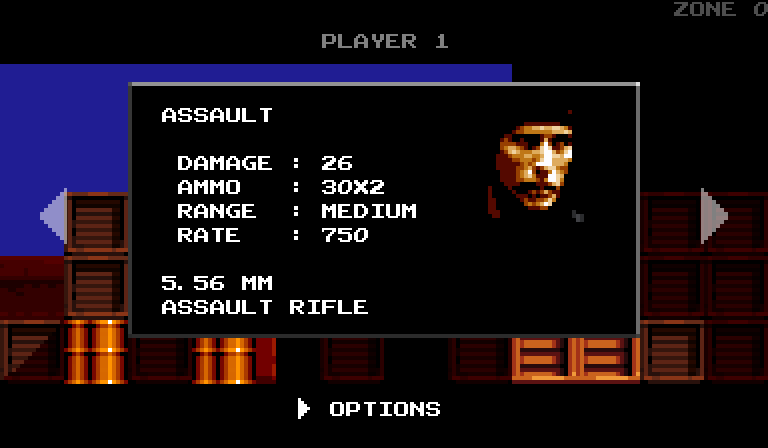 ZONE 0
PLAYER 1
ASSAULT
DAMAGE : 26
AMMO : 30X2
RANGE : MEDIUM
RATE : 750
5.56 MM
ASSAULT RIFLE
OPTIONS